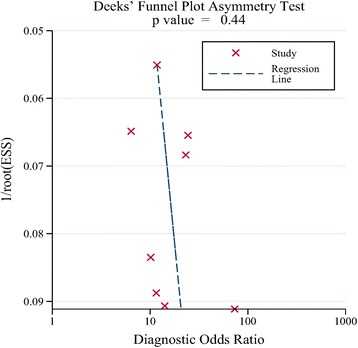 Deeks' Funnel Plot Asymmetry Test
p value = 0.44
0.05
0.06
0.07
0.08
0.09
1/root(ESS)
Study
Regression
Line
1
10
100
1000
Diagnostic Odds Ratio